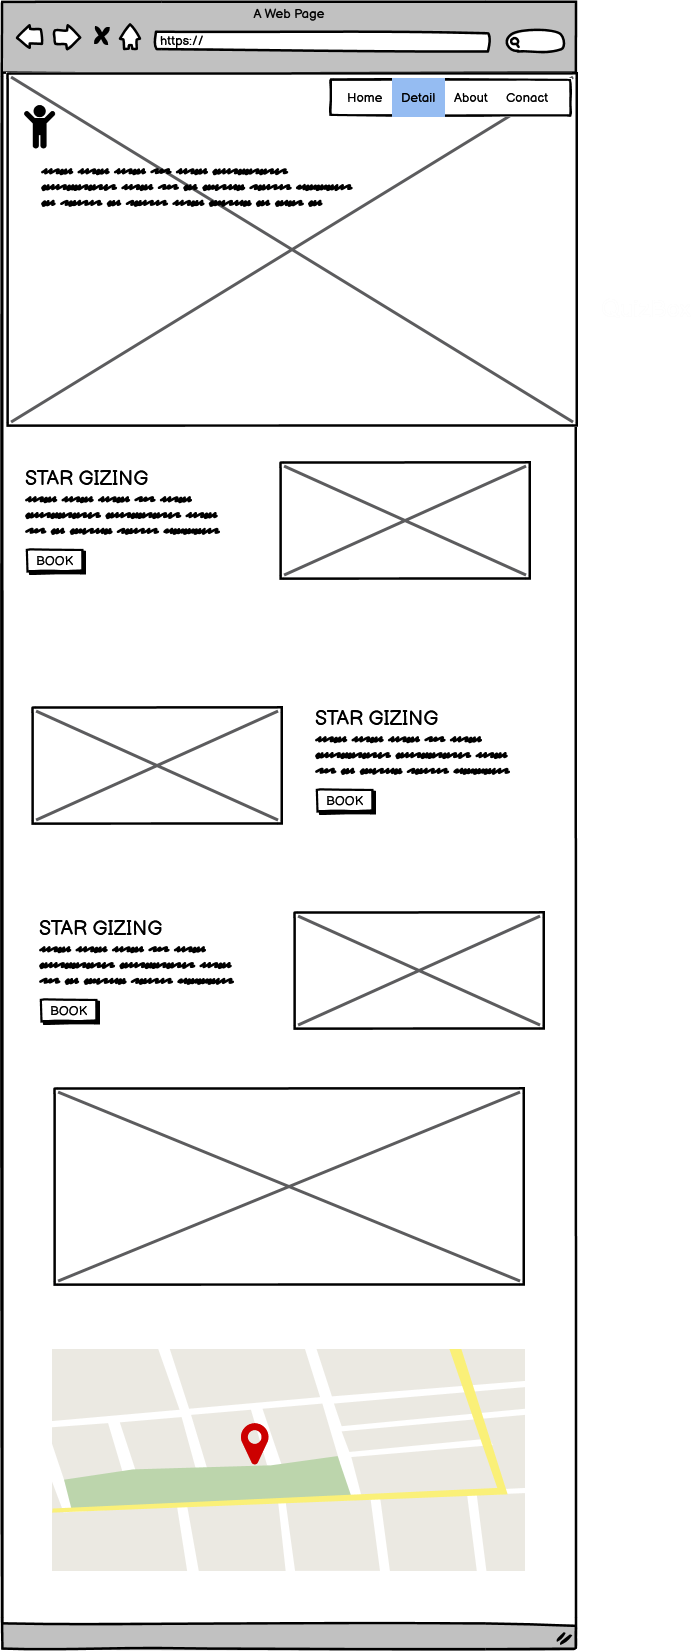 A Web Page
https://
Home Detail About Conact
STAR GIZING
BOOK
STAR GIZING
BOOK
STAR GIZING
BOOK